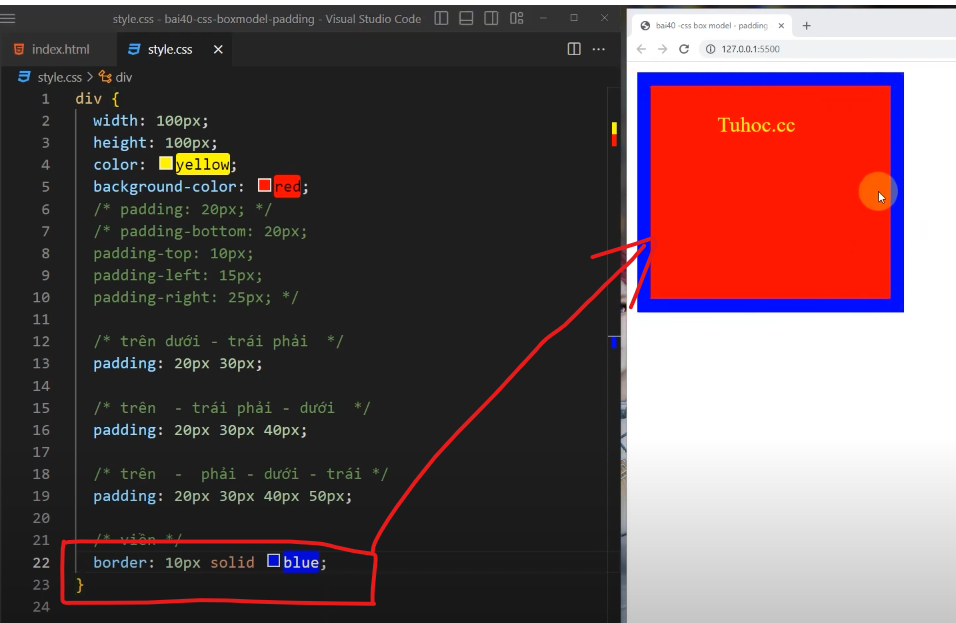 style.css - bai40-css-boxmodel-padding - Visual Studio Code
index.html
style.css
style.css > div
1 div {
2 width: 100px;
3 height: 100px;
4 color: yellow;
5 background-color: red;
6 /* padding: 20px; */
7 /* padding-bottom: 20px;
8 padding-top: 10px;
9 padding-left: 15px;
10 padding-right: 25px; */
11
12 /* trên dưới - trái phải  */
13 padding: 20px 30px;
14
15 /* trên  - trái phải - dưới  */
16 padding: 20px 30px 40px;
17
18 /* trên  -  phải - dưới - trái */
19 padding: 20px 30px 40px 50px;
20
21 /* viền */
22 border: 10px solid blue;
23 }
24
bai40 -css box model - padding
127.0.0.1:5500
Tuhoc.cc